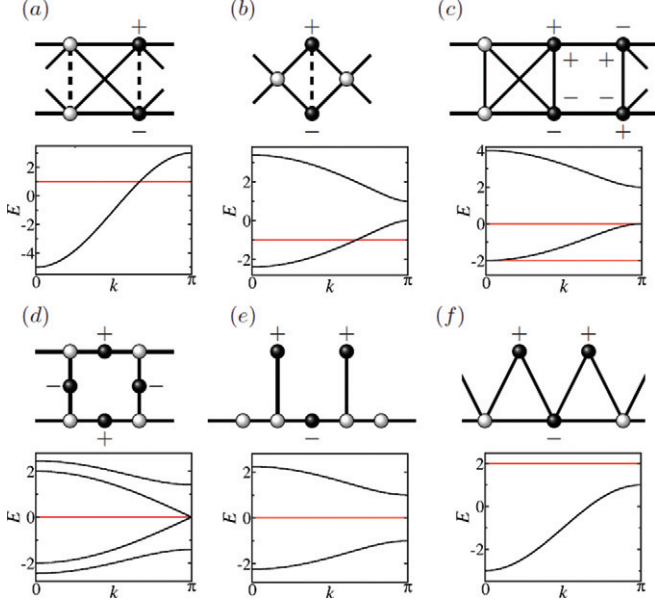 (a) (b) (c)
+ + + −
+ +
− −
− − − +
E 2 0 -2 -4 0 k π
E 2 0 -2 0 k π
E 4 2 0 -2 0 k π
(d) (e) (f)
+ + + + +
− −
+ − −
E 2 0 -2 0 k π
E 2 0 -2 0 k π
E 2 0 -2 0 k π